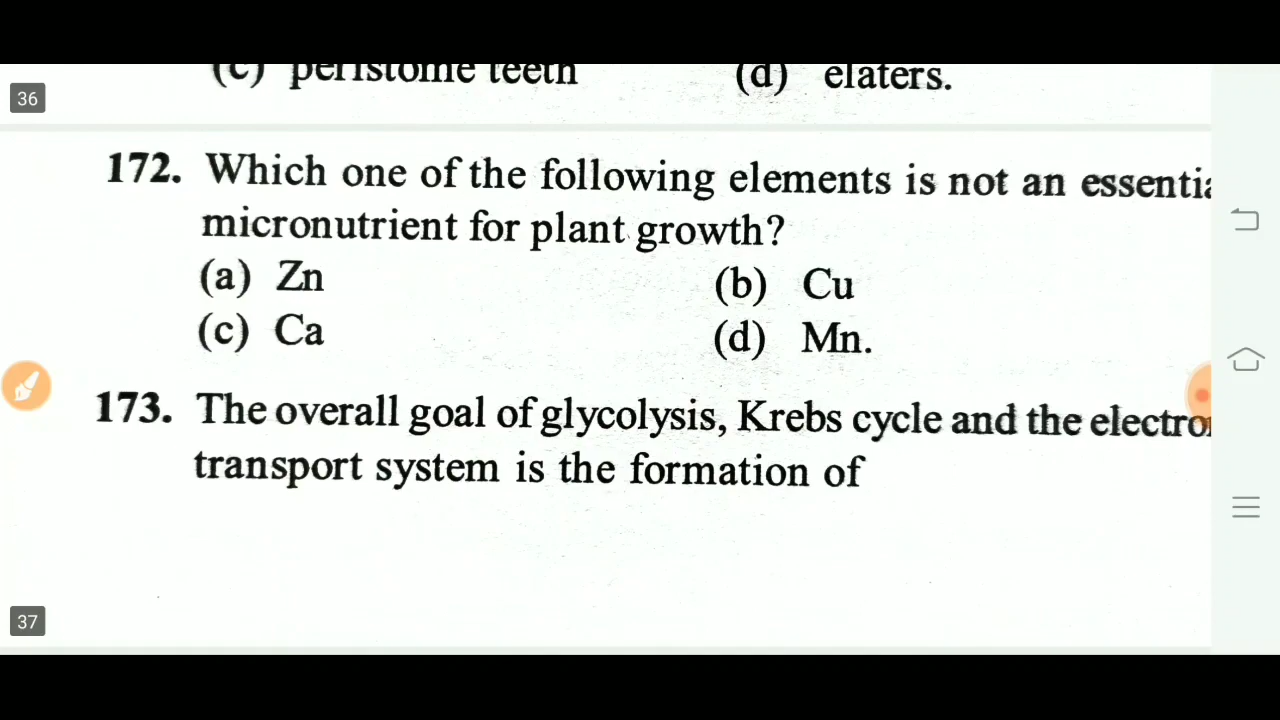 (c) peristome teeth (d) elaters.
36
172. Which one of the following elements is not an
micronutrient for plant growth?
(a) Zn (b) Cu
(c) Ca (d) Mn.
173. The overall goal of glycolysis, Krebs cycle and the
transport system is the formation of
37